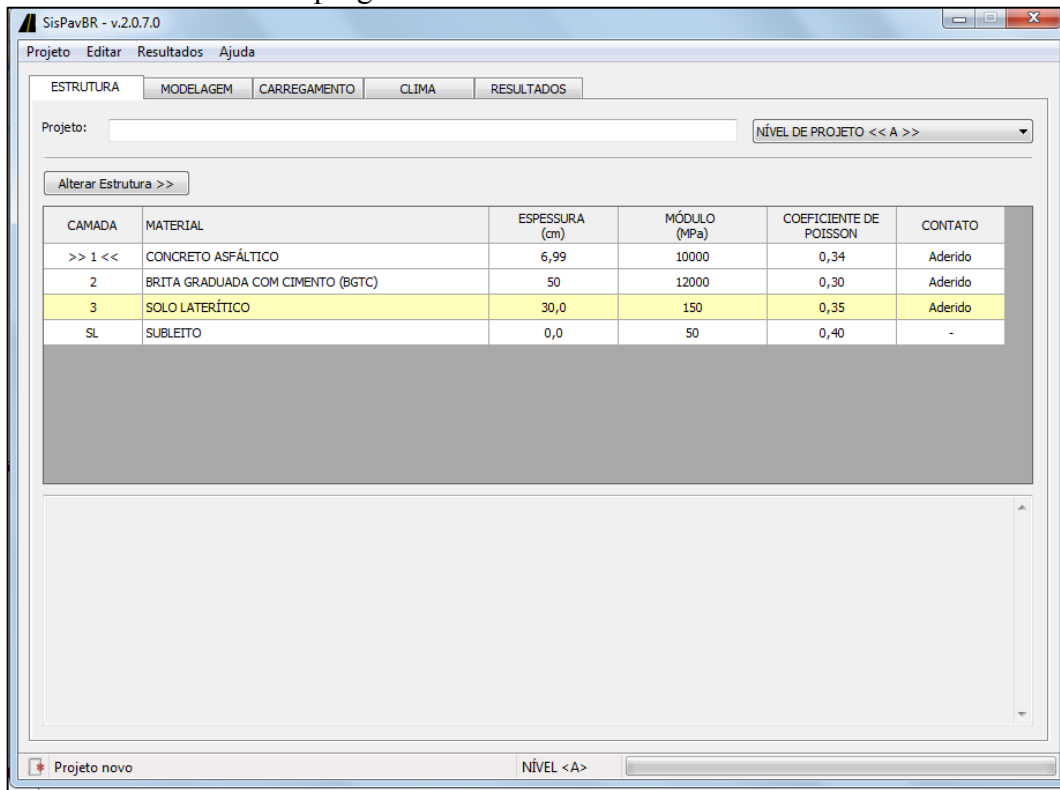 SisPavBR - v.2.0.7.0
Projeto Editar Resultados Ajuda
ESTRUTURA MODELAGEM CARREGAMENTO CLIMA RESULTADOS
Projeto: NÍVEL DE PROJETO << A >>
Alterar Estrutura >>
CAMADA MATERIAL ESPESSURA (cm) MÓDULO (MPa) COEFICIENTE DE POISSON CONTATO
>> 1 << CONCRETO ASFÁLTICO 6,99 10000 0,34 Aderido
2 BRITA GRADUADA COM CIMENTO (BGTC) 50 12000 0,30 Aderido
3 SOLO LATERÍTICO 30,0 150 0,35 Aderido
SL SUBLEITO 0,0 50 0,40 -
Projeto novo NÍVEL <A>